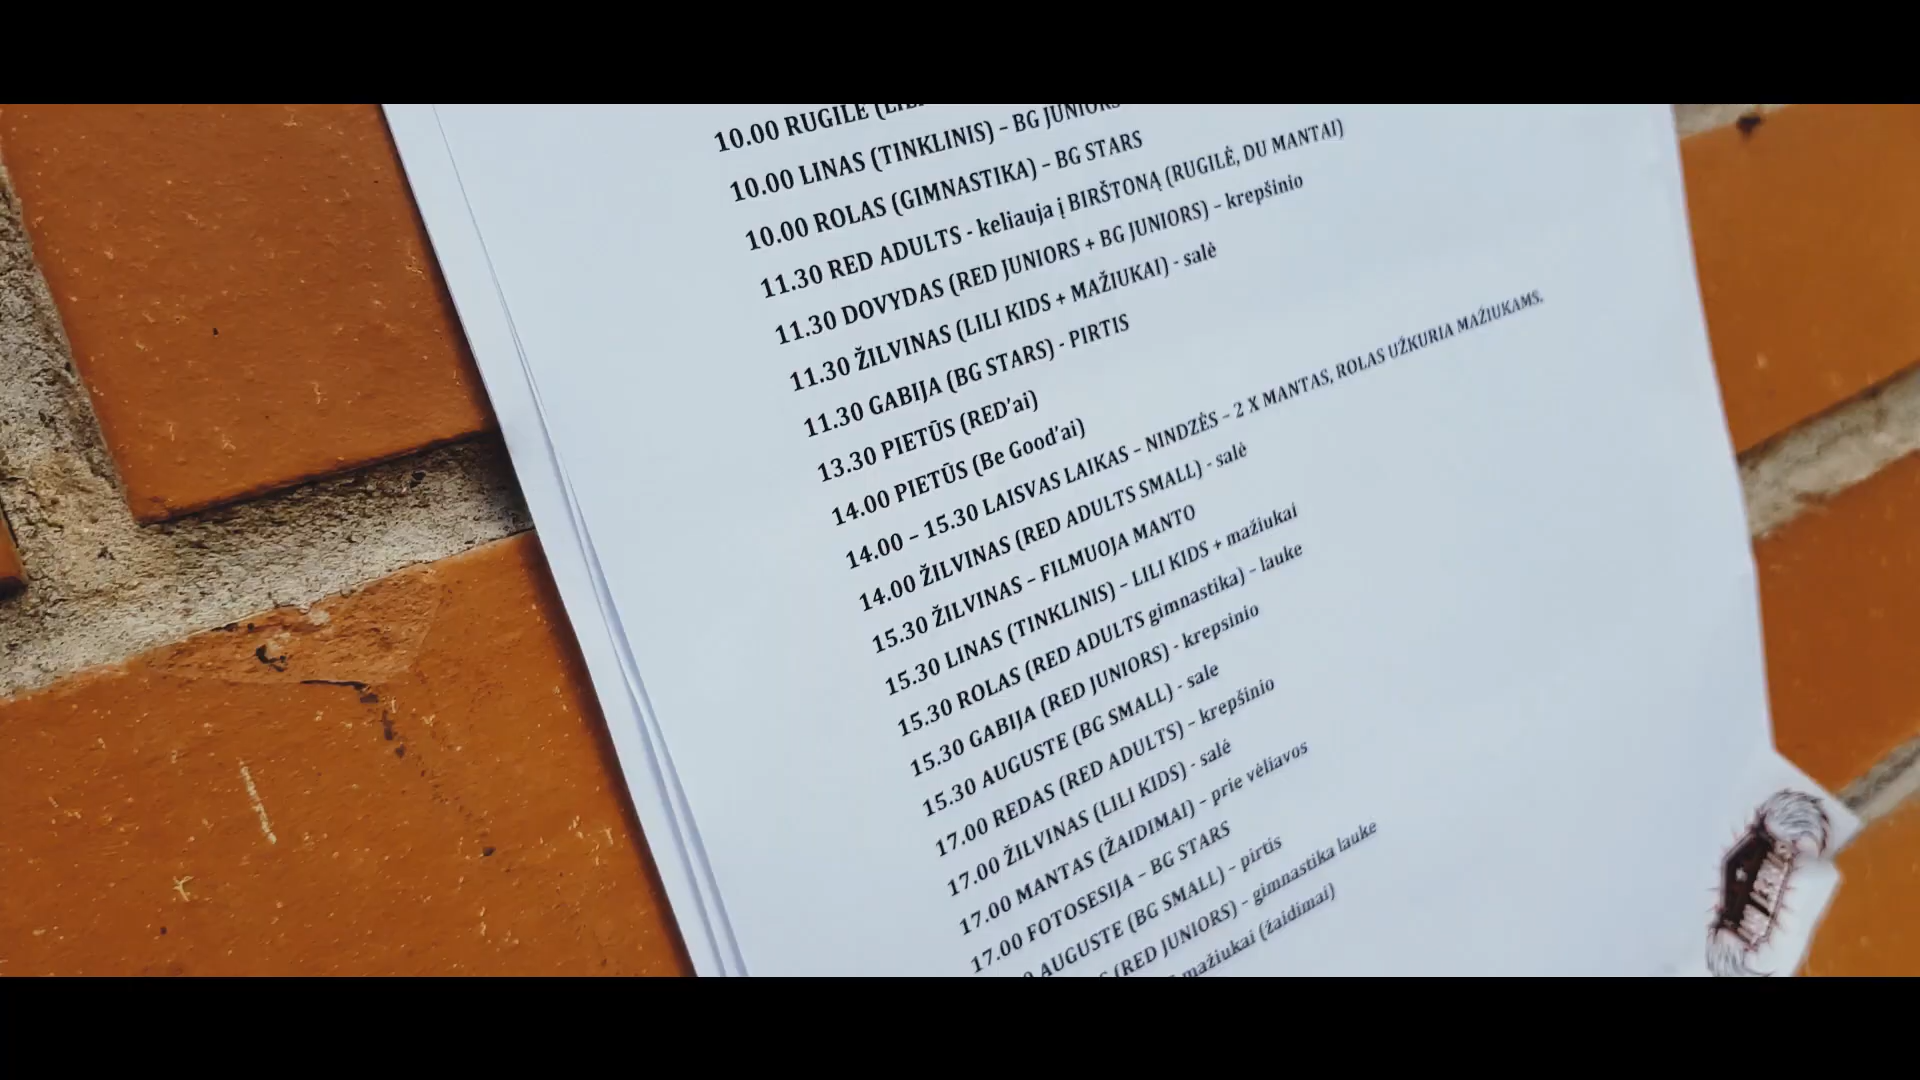 10.00 RUGILĖ
10.00 LINAS (TINKLINIS) – BG JUNIORS
10.00 ROLAS (GIMNASTIKA) – BG STARS
11.30 RED ADULTS - keliauja į BIRŠTONĄ (RUGILĖ, DU MANTAI)
11.30 DOVYDAS (RED JUNIORS + BG JUNIORS) – krepšinio
11.30 ŽILVINAS (LILI KIDS + MAŽIUKAI) - salė
11.30 GABIJA (BG STARS) - PIRTIS
13.30 PIETŪS (RED'ai)
14.00 PIETŪS (Be Good'ai)
14.00 – 15.30 LAISVAS LAIKAS – NINDZĖS – 2 X MANTAS, ROLAS UŽKURIA MAŽIUKAMS.
14.00 ŽILVINAS (RED ADULTS SMALL) - salė
15.30 ŽILVINAS – FILMUOJA MANTO
15.30 LINAS (TINKLINIS) – LILI KIDS + mažiukai
15.30 ROLAS (RED ADULTS gimnastika) - lauke
15.30 GABIJA (RED JUNIORS) - krepsinio
15.30 AUGUSTE (BG SMALL) - sale
17.00 REDAS (RED ADULTS) – krepšinio
17.00 ŽILVINAS (LILI KIDS) - salė
17.00 MANTAS (ŽAIDIMAI) – prie vėliavos
17.00 FOTOSESIJA – BG STARS
AUGUSTE (BG SMALL) – pirtis
(RED JUNIORS) – gimnastika lauke
mažiukai (žaidimai)